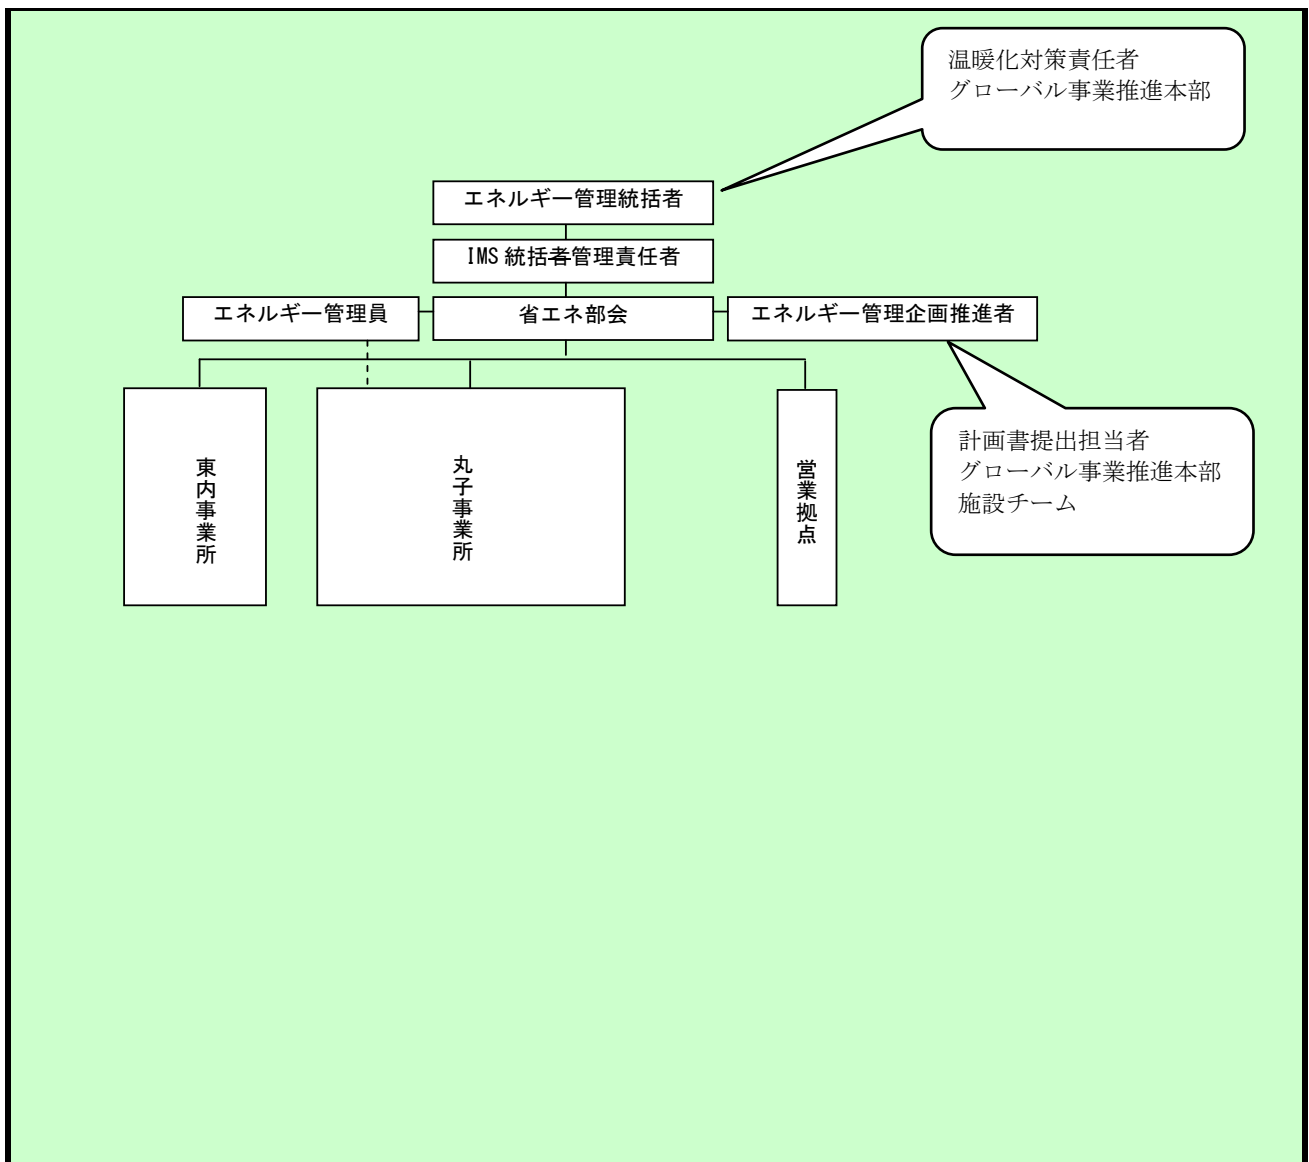 温暖化対策責任者
グローバル事業推進本部
エネルギー管理統括者
IMS 統括者管理責任者
エネルギー管理員
省エネ部会
エネルギー管理企画推進者
計画書提出担当者
グローバル事業推進本部
施設チーム
東内事業所
丸子事業所
営業拠点